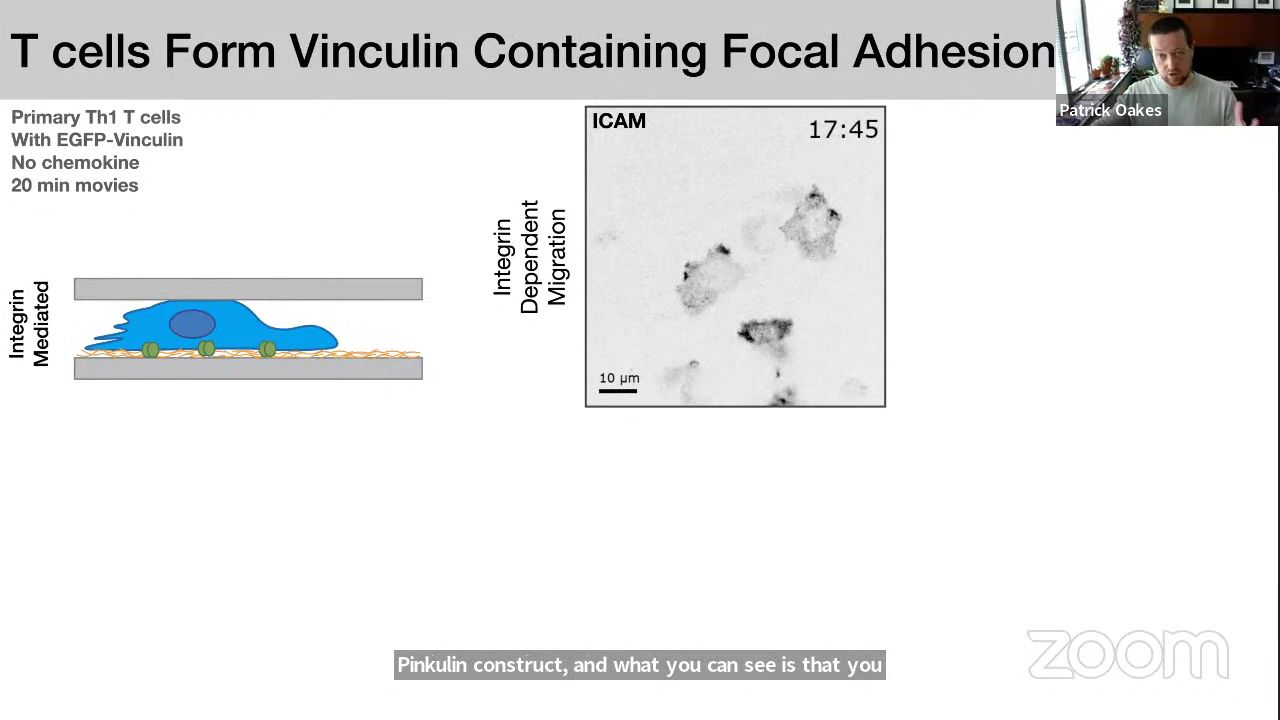 T cells Form Vinculin Containing Focal Adhesion
Patrick Oakes
Primary Th1 T cells
With EGFP-Vinculin
No chemokine
20 min movies
Integrin
Mediated
Integrin
Dependent
Migration
ICAM
17:45
10 µm
Pinkulin construct, and what you can see is that you
zoom